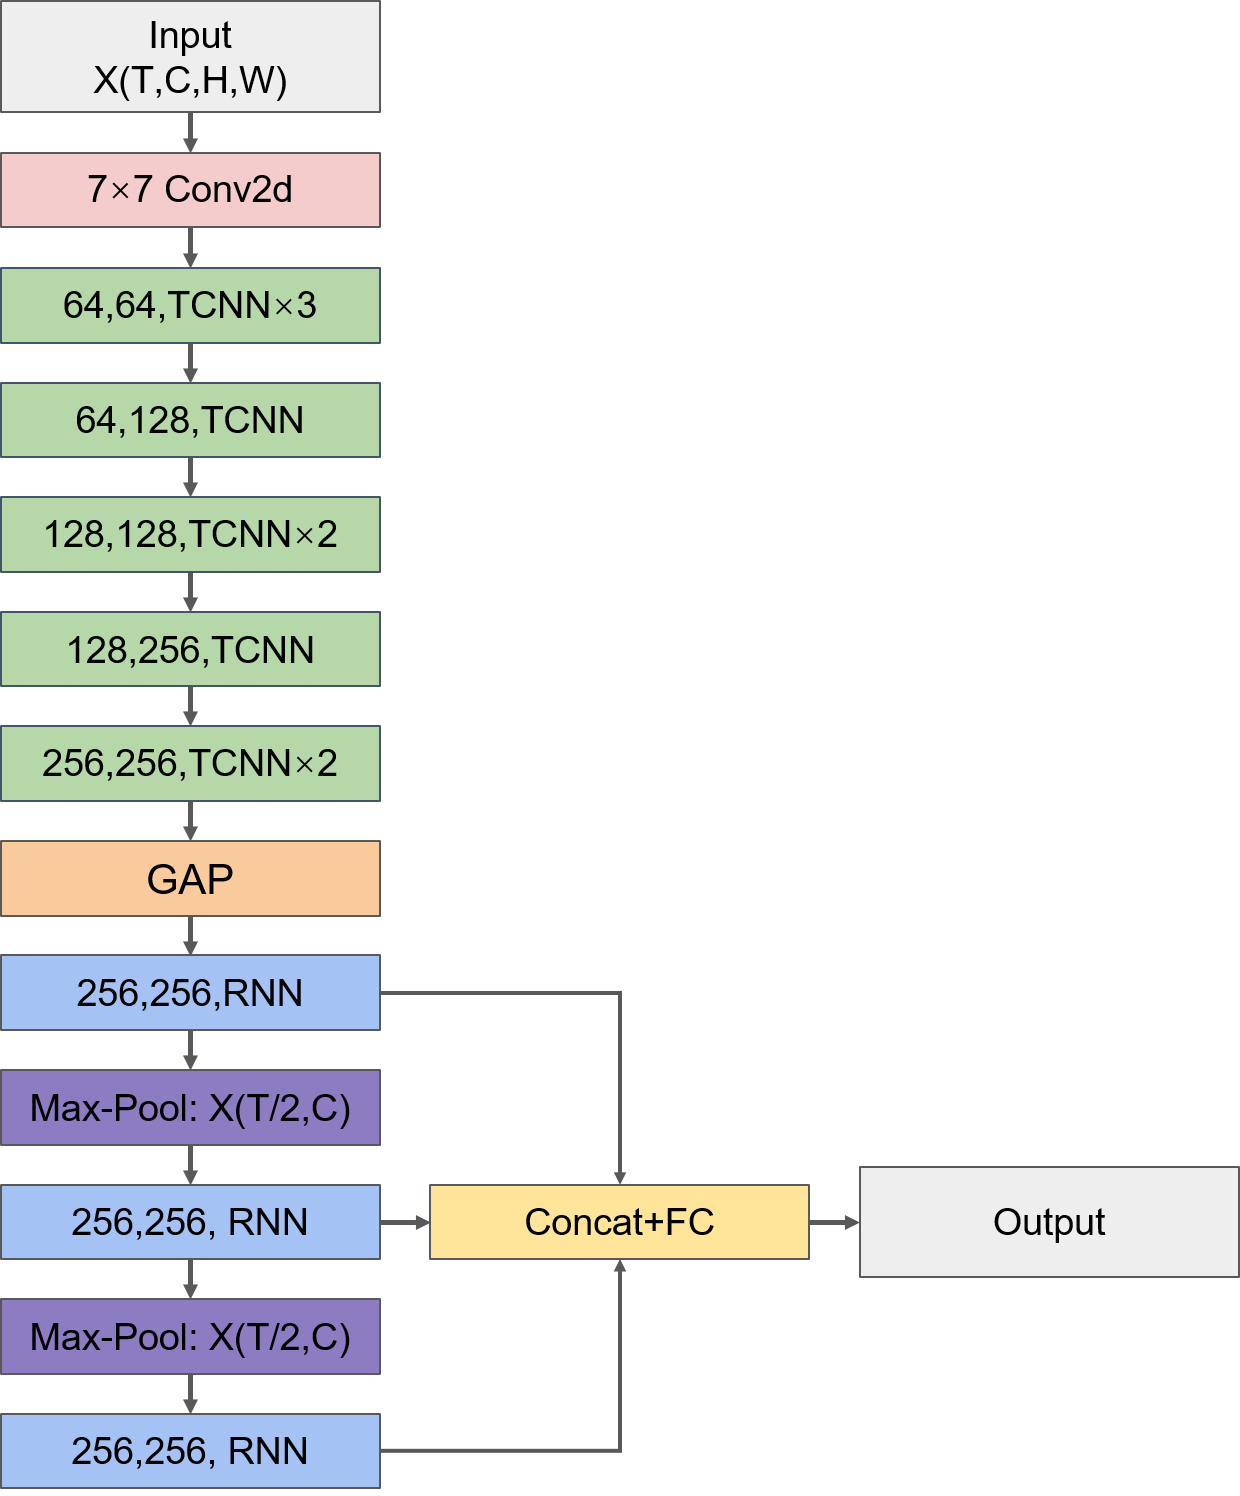 Input
X(T,C,H,W)
7×7 Conv2d
64,64,TCNN×3
64,128,TCNN
128,128,TCNN×2
128,256,TCNN
256,256,TCNN×2
GAP
256,256,RNN
Max-Pool: X(T/2,C)
256,256, RNN
Concat+FC
Output
Max-Pool: X(T/2,C)
256,256, RNN